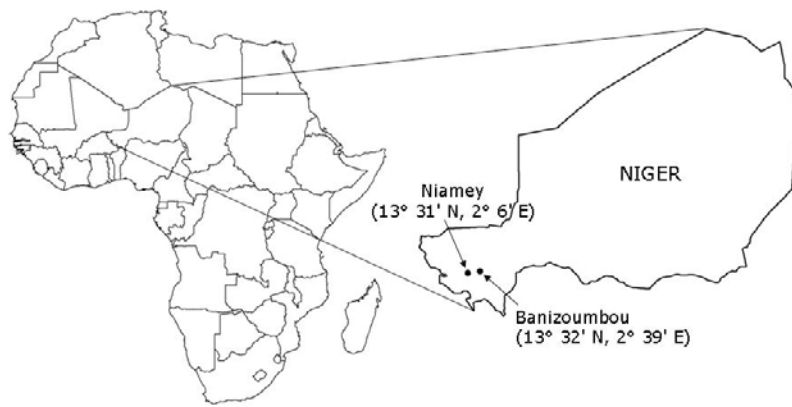 NIGER
Niamey
(13° 31' N, 2° 6' E)
Banizoumbou
(13° 32' N, 2° 39' E)